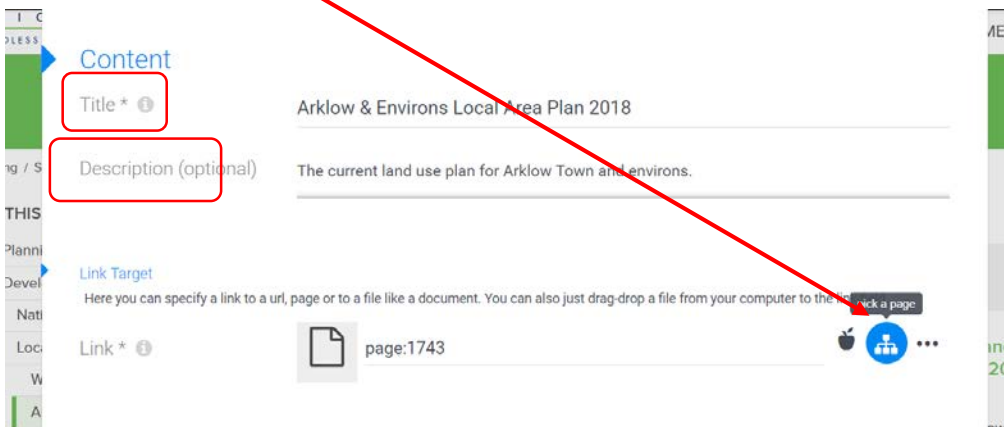 Content
Title *
Arklow & Environs Local Area Plan 2018
Description (optional)
The current land use plan for Arklow Town and environs.
THIS
Link Target
Here you can specify a link to a url, page or to a file like a document. You can also just drag-drop a file from your computer to the
pick a page
Link *
page:1743